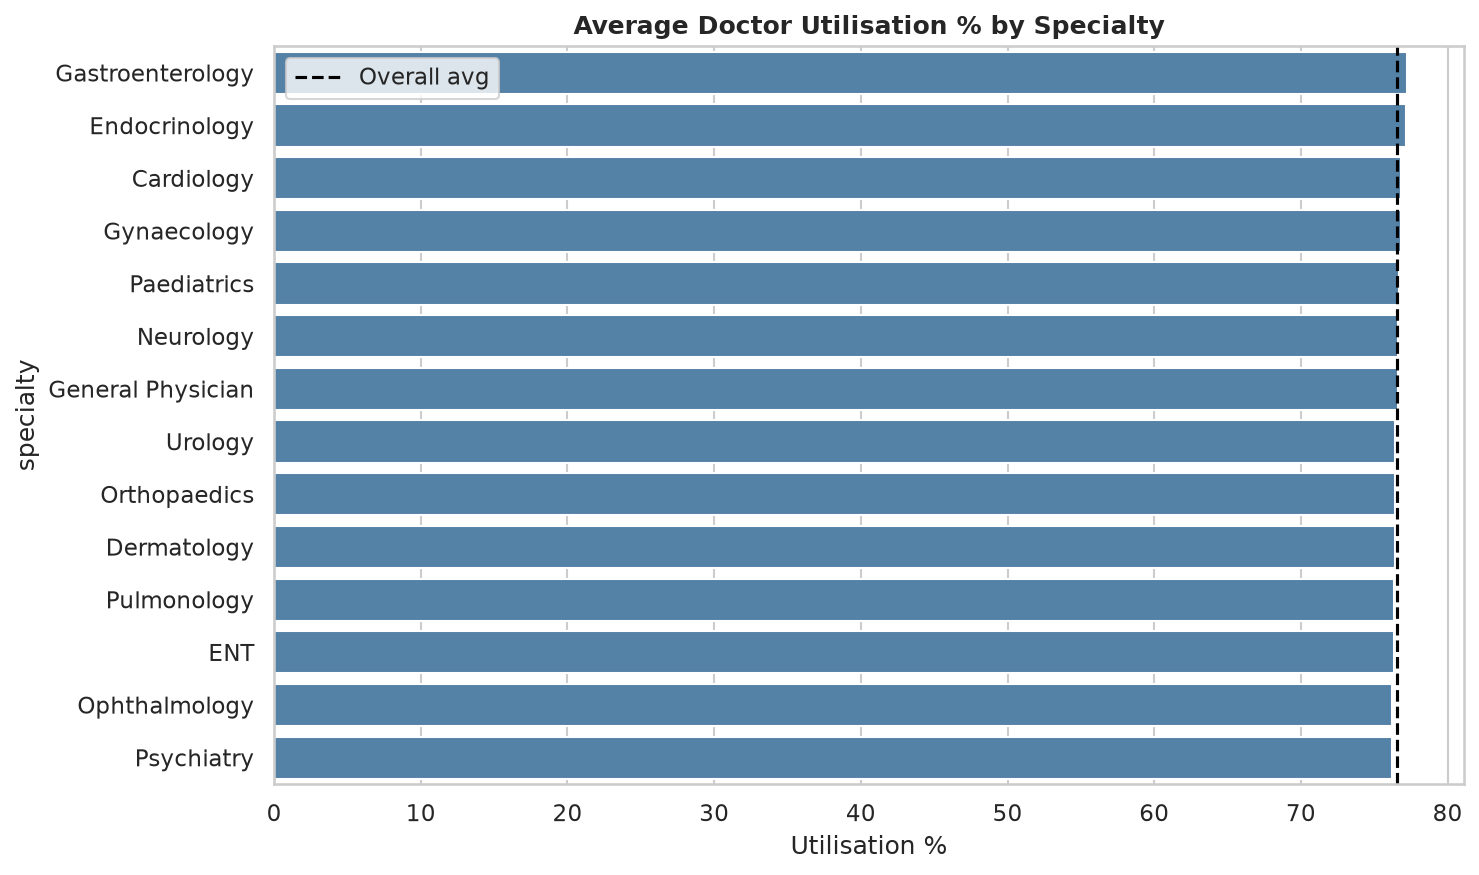 Average Doctor Utilisation % by Specialty
Overall avg
Gastroenterology
Endocrinology
Cardiology
Gynaecology
Paediatrics
Neurology
General Physician
Urology
Orthopaedics
Dermatology
Pulmonology
ENT
Ophthalmology
Psychiatry
specialty
0 10 20 30 40 50 60 70 80
Utilisation %